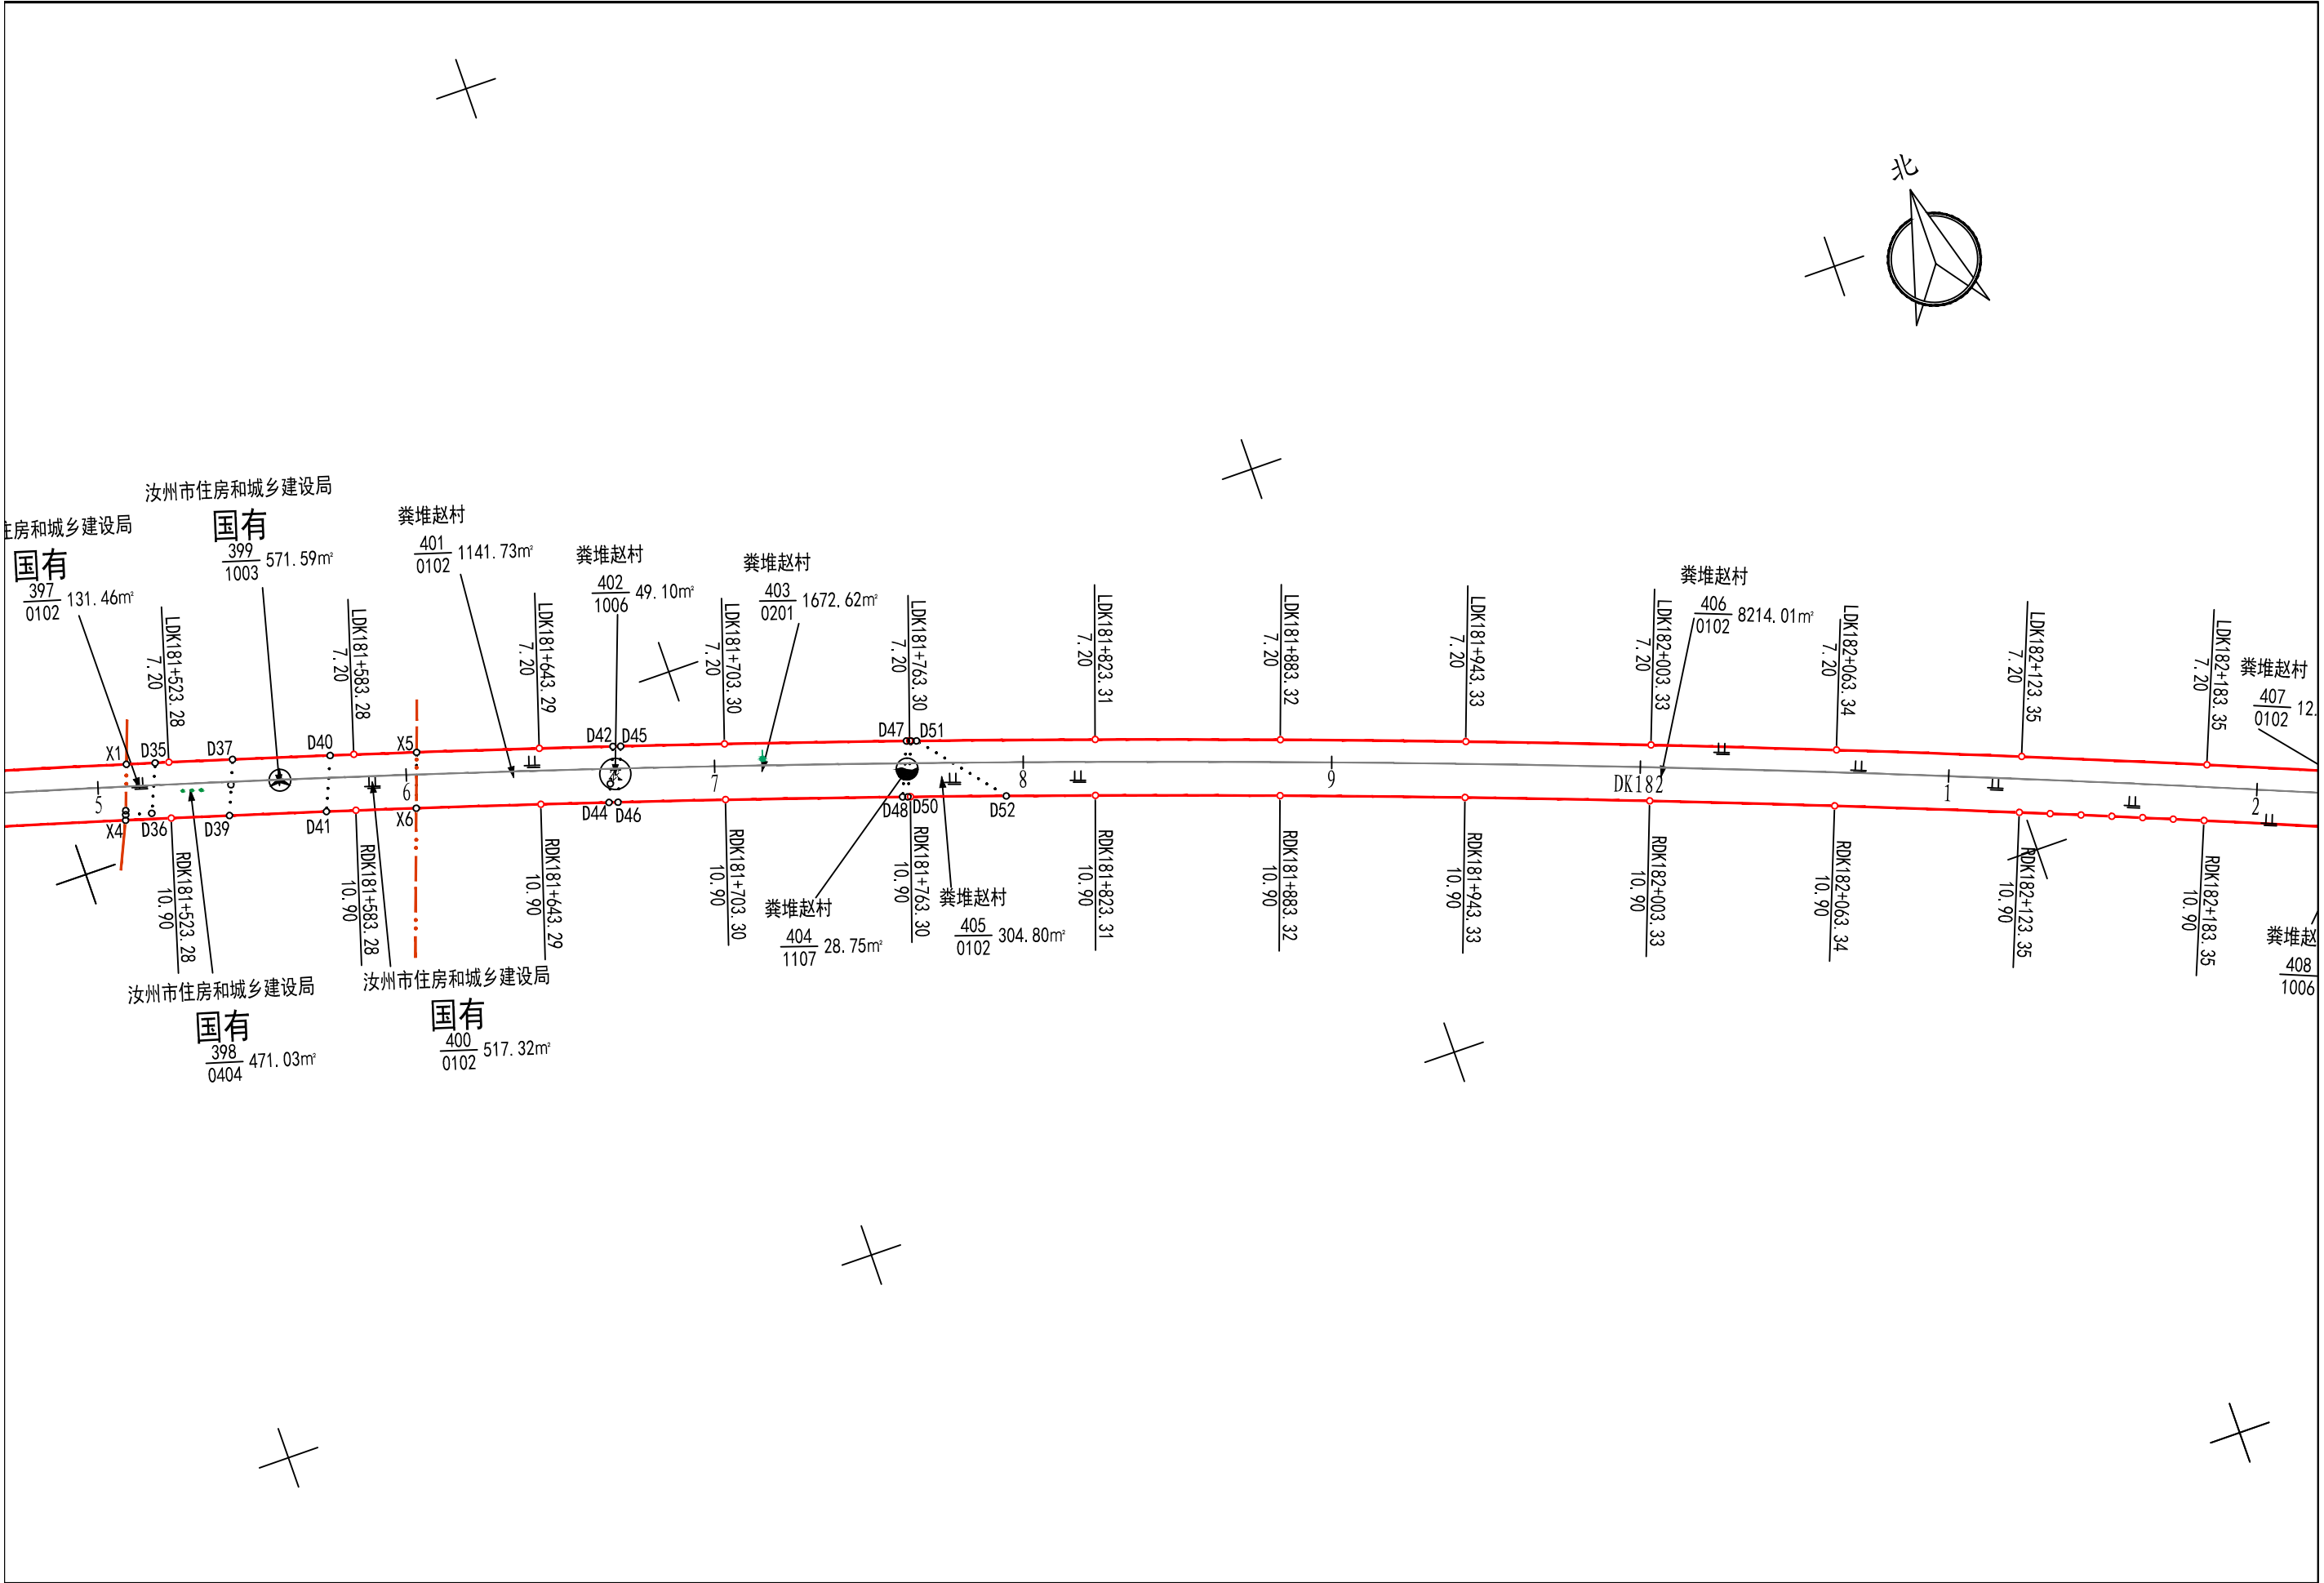 北
汝州市住房和城乡建设局
国有
399 571.59㎡
1003
住房和城乡建设局
国有
397 131.46㎡
0102
粪堆赵村
401 1141.73㎡
0102
粪堆赵村
402 49.10㎡
1006
粪堆赵村
403 1672.62㎡
0201
粪堆赵村
406 8214.01㎡
0102
粪堆赵村
407 12.
0102
LDK181+523.28
7.20
LDK181+583.28
7.20
LDK181+643.29
7.20
LDK181+703.30
7.20
LDK181+763.30
7.20
LDK181+823.31
7.20
LDK181+883.32
7.20
LDK181+943.33
7.20
LDK182+003.33
7.20
LDK182+063.34
7.20
LDK182+123.35
7.20
LDK182+183.35
7.20
X1 D35 D37 D40 X5 D42 D45 D47 D51
5 6 7 8 9 DK182 1 2
X4 D36 D39 D41 X6 D44 D46 D48 D50 D52
RDK181+523.28
10.90
RDK181+583.28
10.90
RDK181+643.29
10.90
RDK181+703.30
10.90
RDK181+763.30
10.90
RDK181+823.31
10.90
RDK181+883.32
10.90
RDK181+943.33
10.90
RDK182+003.33
10.90
RDK182+063.34
10.90
RDK182+123.35
10.90
RDK182+183.35
10.90
粪堆赵村
404 28.75㎡
1107
粪堆赵村
405 304.80㎡
0102
粪堆赵
408
1006
汝州市住房和城乡建设局
国有
398 471.03㎡
0404
汝州市住房和城乡建设局
国有
400 517.32㎡
0102